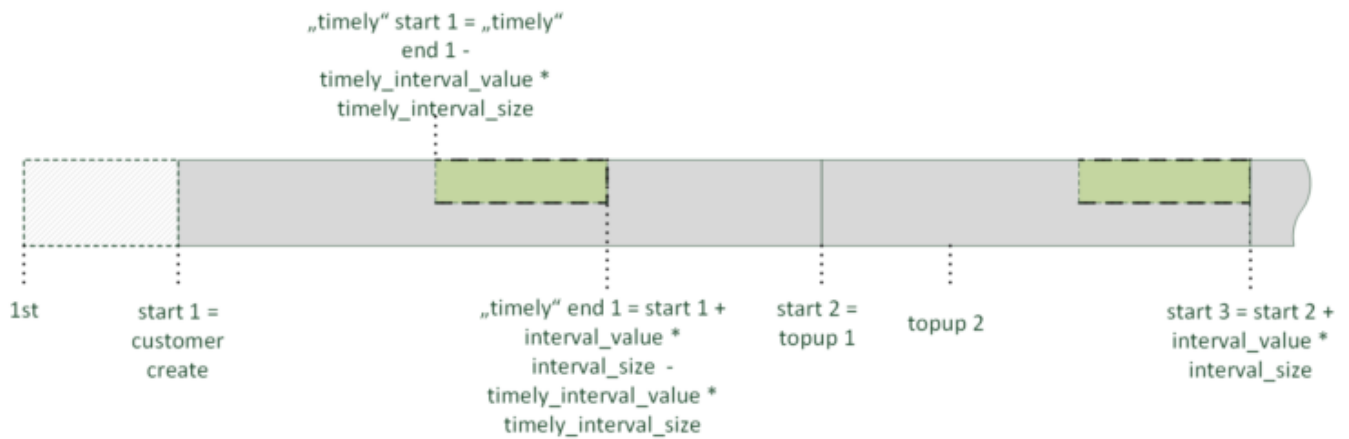 „timely“ start 1 = „timely“
end 1 -
timely_interval_value *
timely_interval_size
1st
start 1 =
customer
create
„timely“ end 1 = start 1 +
interval_value *
interval_size -
timely_interval_value *
timely_interval_size
start 2 =
topup 1
topup 2
start 3 = start 2 +
interval_value *
interval_size